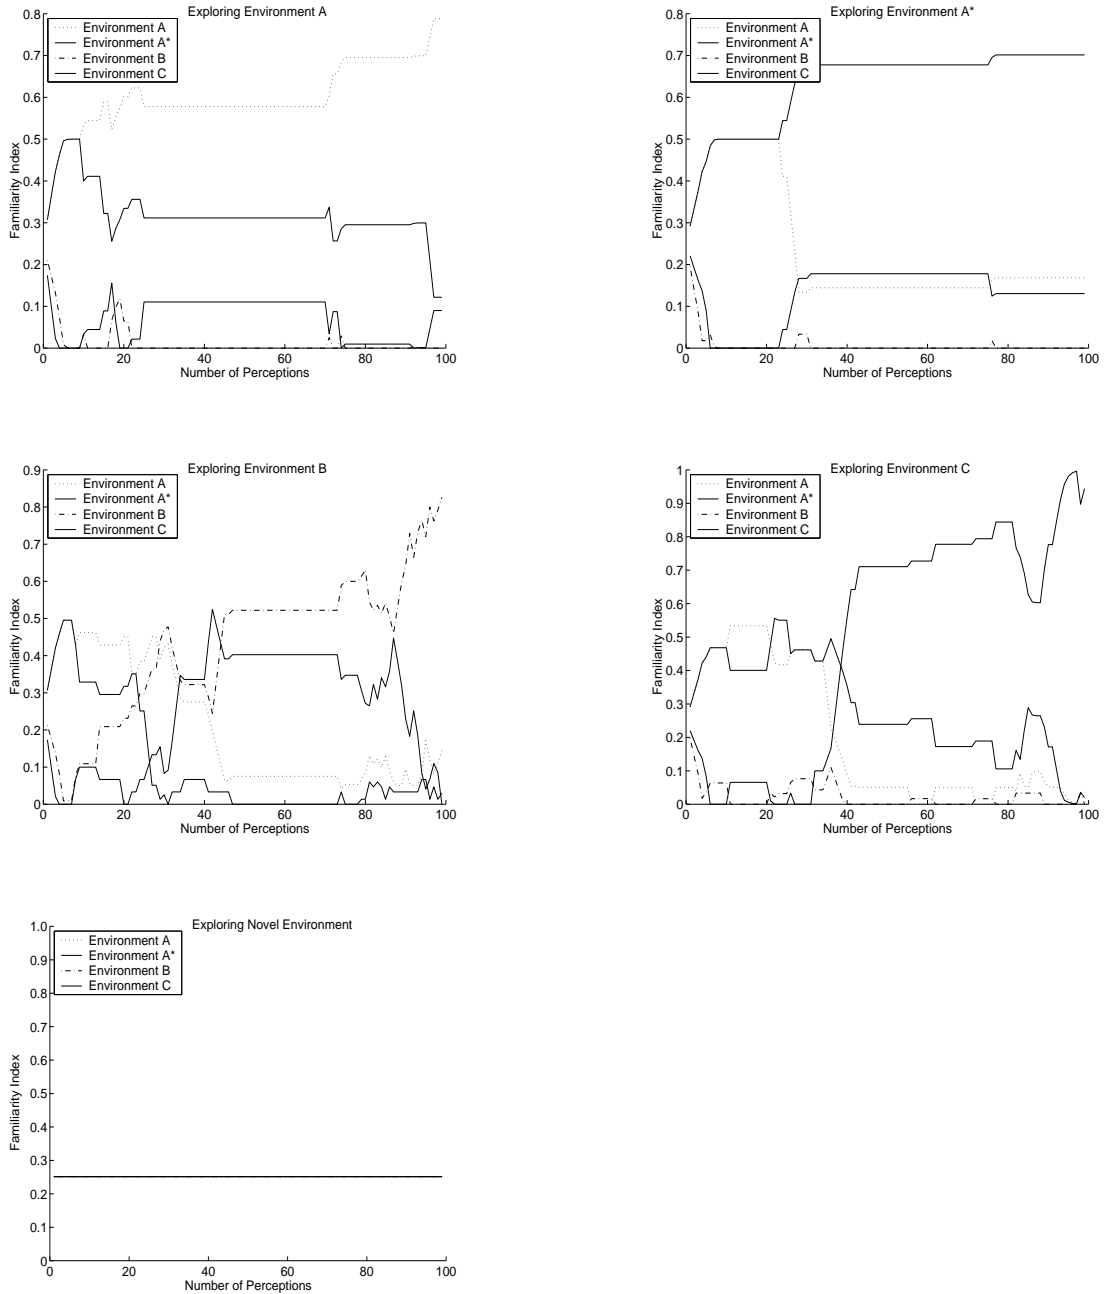 Exploring Environment A
0.8
0.7
0.6
0.5
0.4
0.3
0.2
0.1
0
Familiarity Index
Environment A
Environment A*
Environment B
Environment C
0 20 40 60 80 100
Number of Perceptions
Exploring Environment A*
0.8
0.7
0.6
0.5
0.4
0.3
0.2
0.1
0
Familiarity Index
Environment A
Environment A*
Environment B
Environment C
0 20 40 60 80 100
Number of Perceptions
Exploring Environment B
0.9
0.8
0.7
0.6
0.5
0.4
0.3
0.2
0.1
0
Familiarity Index
Environment A
Environment A*
Environment B
Environment C
0 20 40 60 80 100
Number of Perceptions
Exploring Environment C
1
0.9
0.8
0.7
0.6
0.5
0.4
0.3
0.2
0.1
0
Familiarity Index
Environment A
Environment A*
Environment B
Environment C
0 20 40 60 80 100
Number of Perceptions
Exploring Novel Environment
1.0
0.9
0.8
0.7
0.6
0.5
0.4
0.3
0.2
0.1
0
Familiarity Index
Environment A
Environment A*
Environment B
Environment C
0 20 40 60 80 100
Number of Perceptions